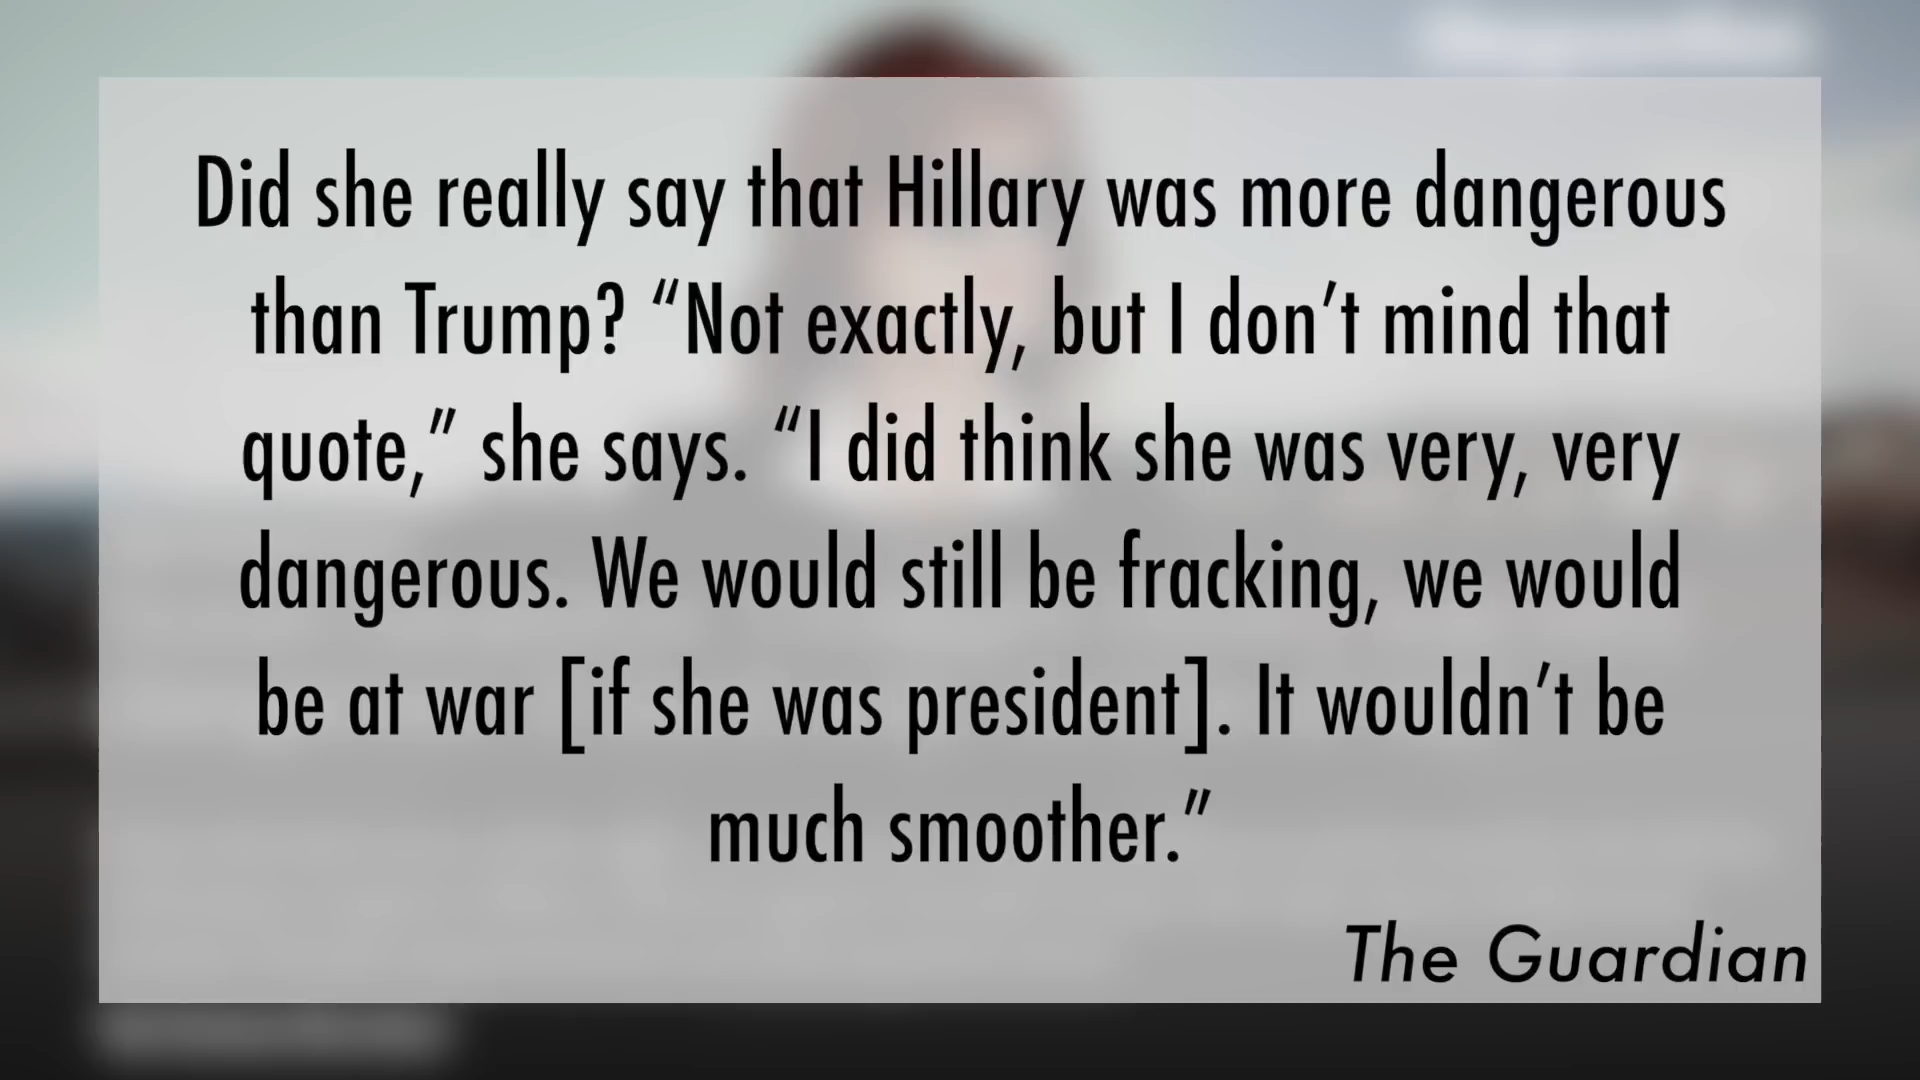 Did she really say that Hillary was more dangerous
than Trump? “Not exactly, but I don’t mind that
quote,” she says. “I did think she was very, very
dangerous. We would still be fracking, we would
be at war [if she was president]. It wouldn’t be
much smoother.”
The Guardian